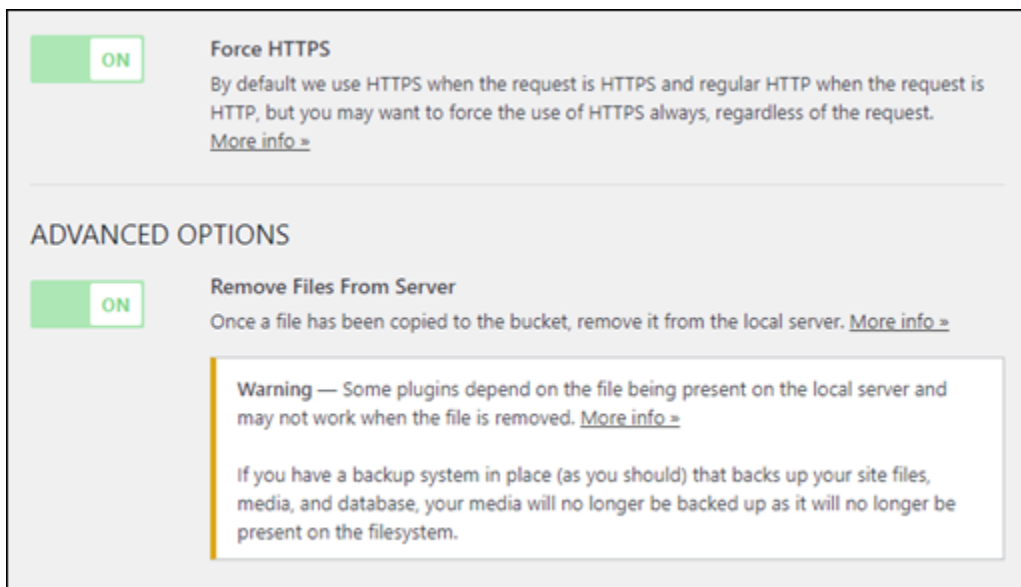 ON
Force HTTPS
By default we use HTTPS when the request is HTTPS and regular HTTP when the request is
HTTP, but you may want to force the use of HTTPS always, regardless of the request.
More info »
ADVANCED OPTIONS
ON
Remove Files From Server
Once a file has been copied to the bucket, remove it from the local server. More info »
Warning — Some plugins depend on the file being present on the local server and
may not work when the file is removed. More info »
If you have a backup system in place (as you should) that backs up your site files,
media, and database, your media will no longer be backed up as it will no longer be
present on the filesystem.